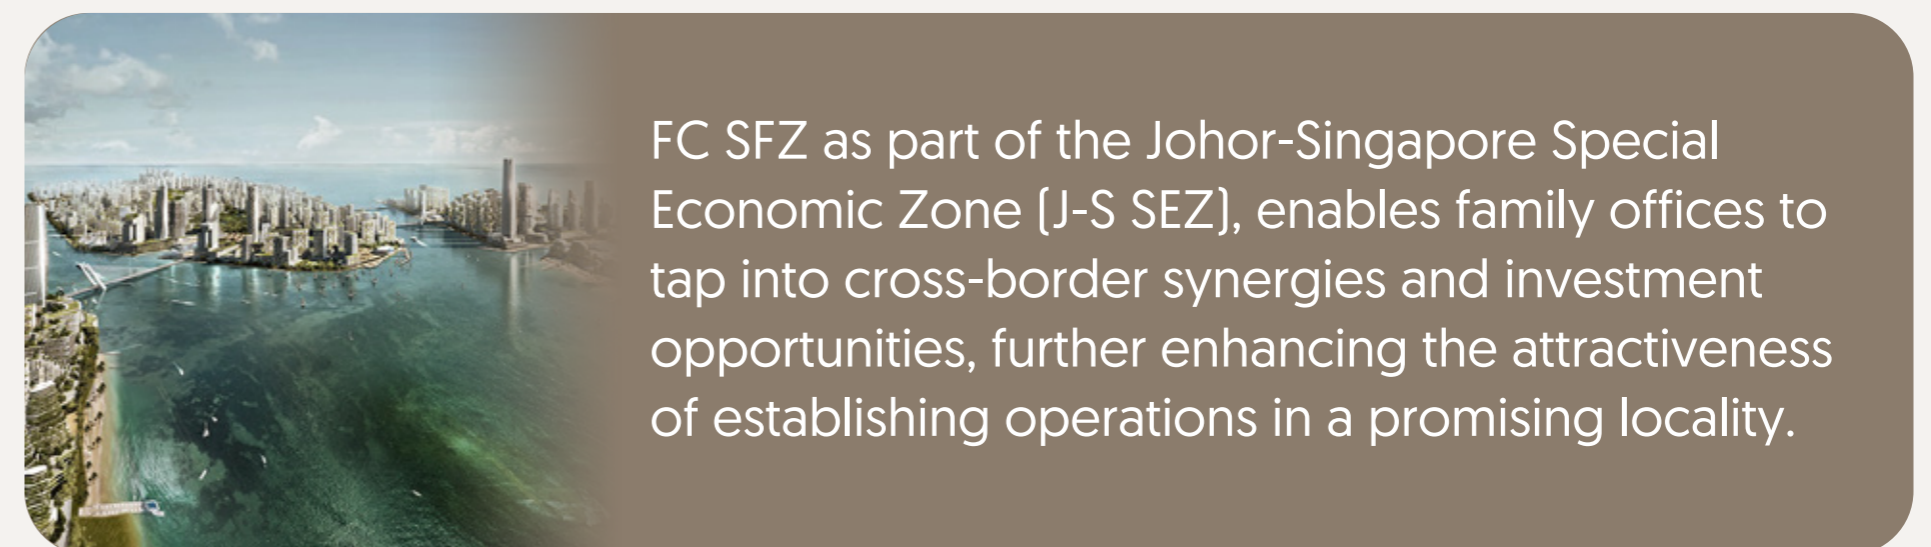 FC SFZ as part of the Johor-Singapore Special
Economic Zone (J-S SEZ), enables family offices to
tap into cross-border synergies and investment
opportunities, further enhancing the attractiveness
of establishing operations in a promising locality.